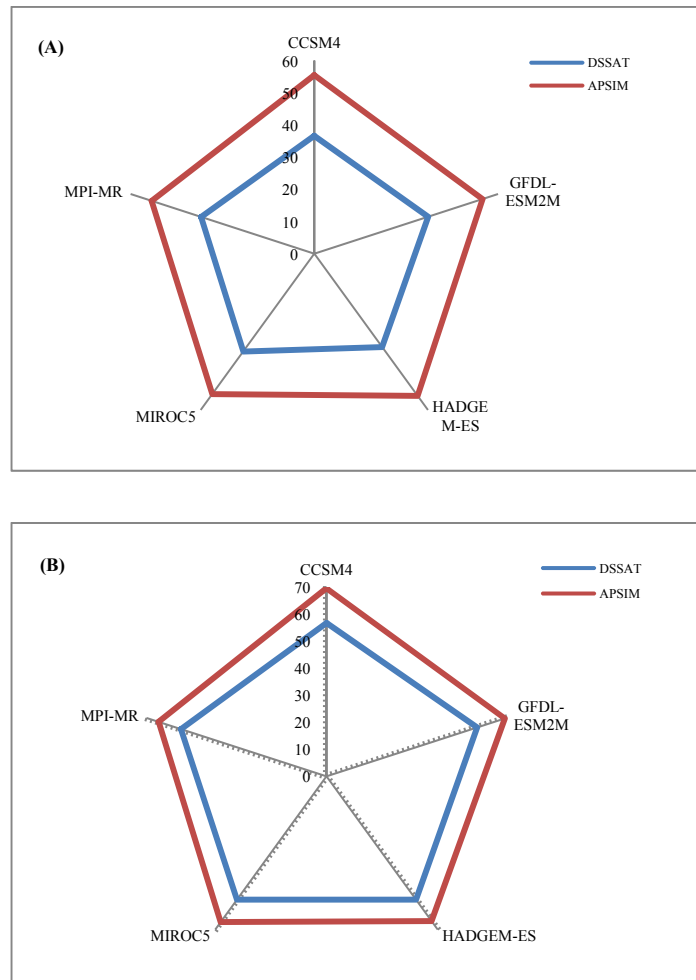 (A)
CCSM4
DSSAT
APSIM
60
50
40
30
20
10
0
MPI-MR
GFDL-
ESM2M
MIROC5
HADGE
M-ES
(B)
CCSM4
DSSAT
APSIM
70
60
50
40
30
20
10
0
MPI-MR
GFDL-
ESM2M
MIROC5
HADGEM-ES